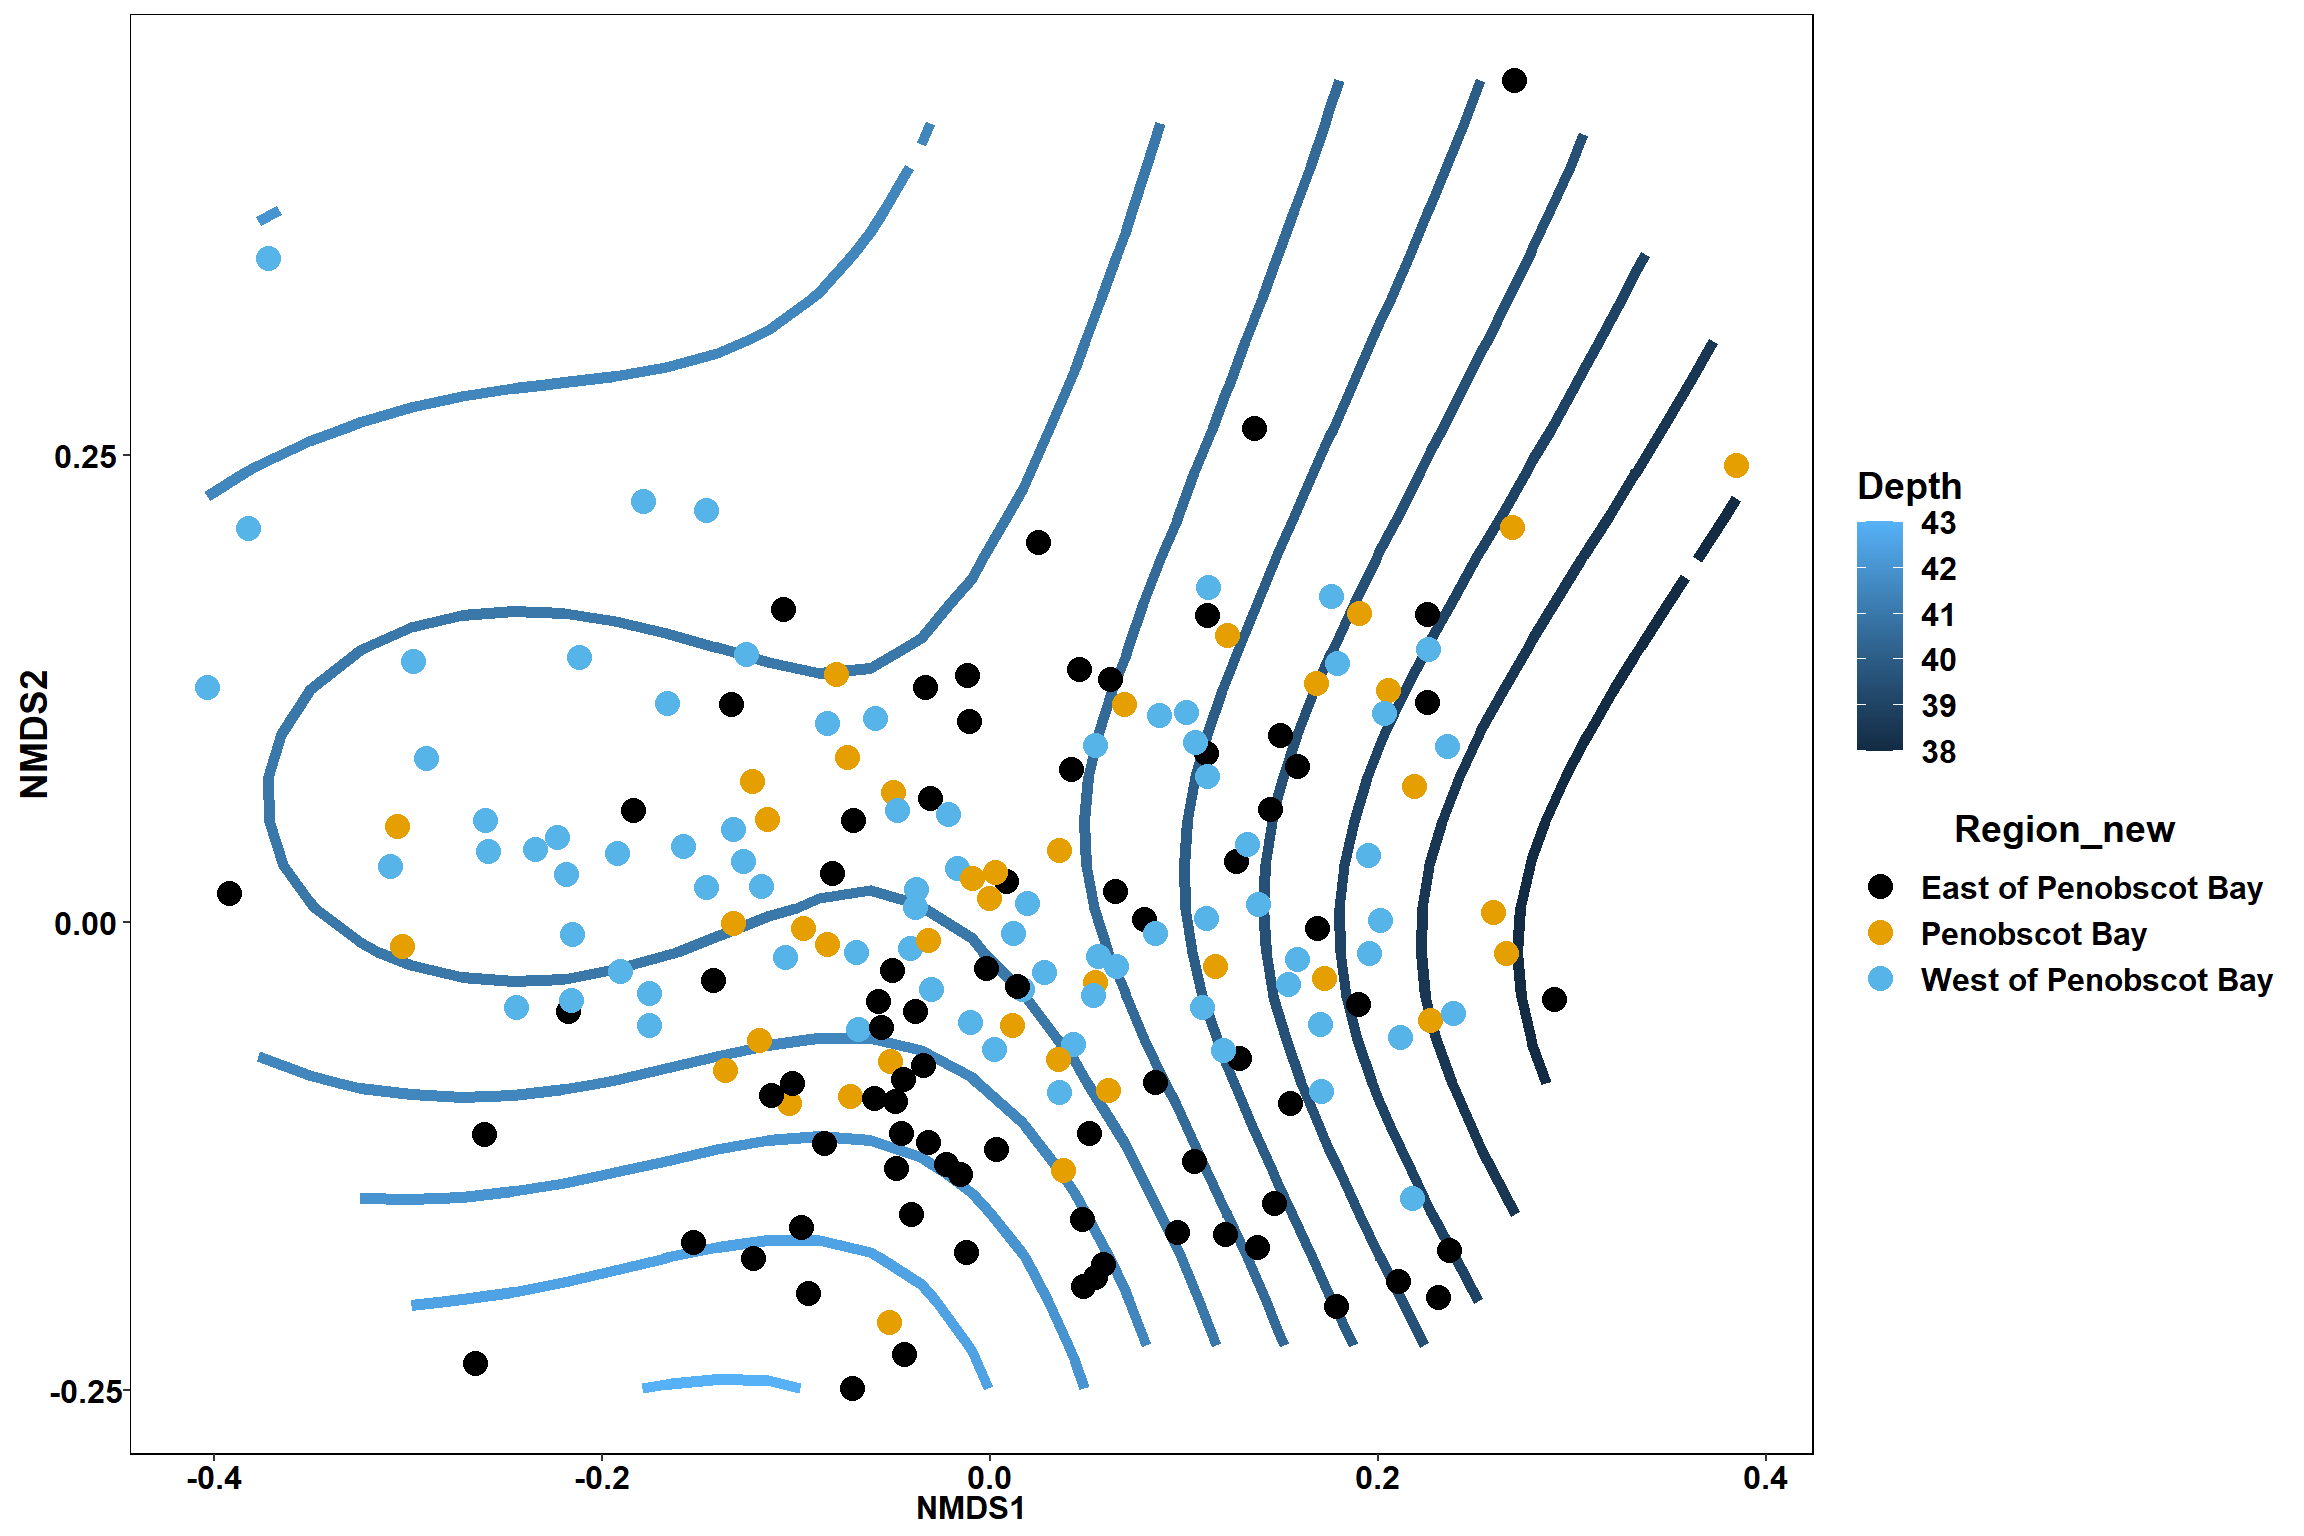 NMDS2
0.25
0.00
-0.25
-0.4
-0.2
0.0
0.2
0.4
NMDS1
Depth
43
42
41
40
39
38
Region_new
East of Penobscot Bay
Penobscot Bay
West of Penobscot Bay